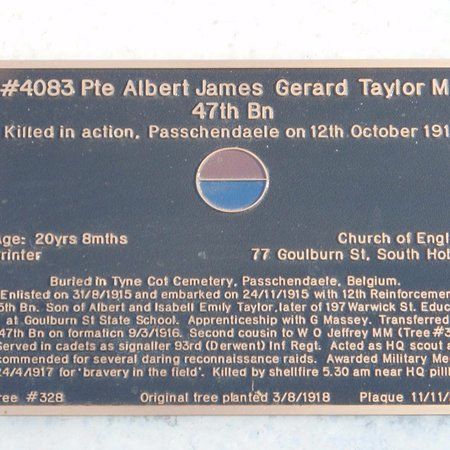 #4083 Pte Albert James Gerard Taylor M
47th Bn
Killed in action, Passchendaele on 12th October 191
Age: 20yrs 8mths
Church of Engl
rinter
77 Goulburn St, South Hob
Buried in Tyne Cot Cemetery, Passchendaele, Belgium.
Enlisted on 31/8/1915 and embarked on 24/11/1915 with 12th Reinforcemen
5th Bn. Son of Albert and Isabell Emily Taylor, later of 197 Warwick St. Educ
at Goulburn St State School. Apprenticeship with G Massey. Transferred
47th Bn on formation 9/3/1916. Second cousin to W O Jeffrey MM (Tree #3
Served in cadets as signaller 93rd (Derwent) Inf Regt. Acted as HQ scout a
commended for several daring reconnaissance raids. Awarded Military Me
24/4/1917 for 'bravery in the field'. Killed by shellfire 5.30 am near HQ pill
ree #328
Original tree planted 3/8/1918
Plaque 11/11/